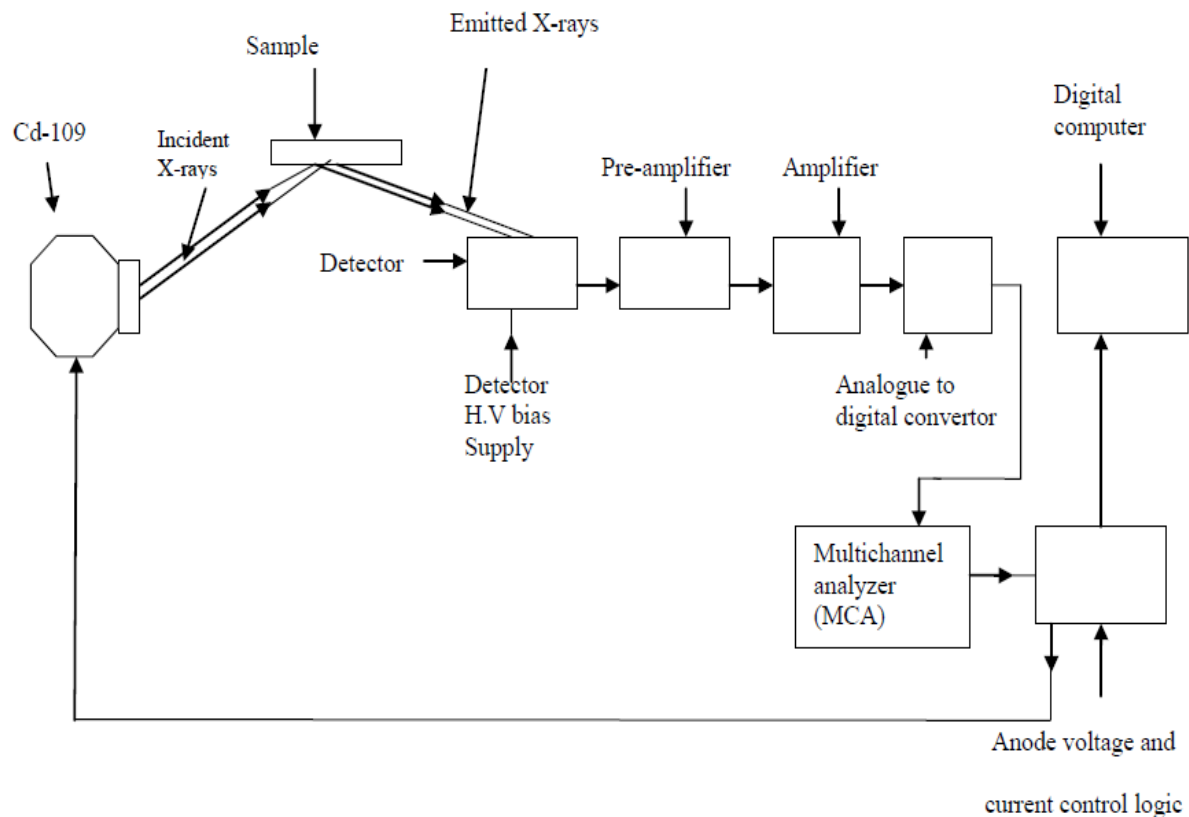 Emitted X-rays
Sample
Digital
computer
Cd-109
Incident
X-rays
Pre-amplifier
Amplifier
Detector
Detector
H.V bias
Supply
Analogue to
digital convertor
Multichannel
analyzer
(MCA)
Anode voltage and
current control logic